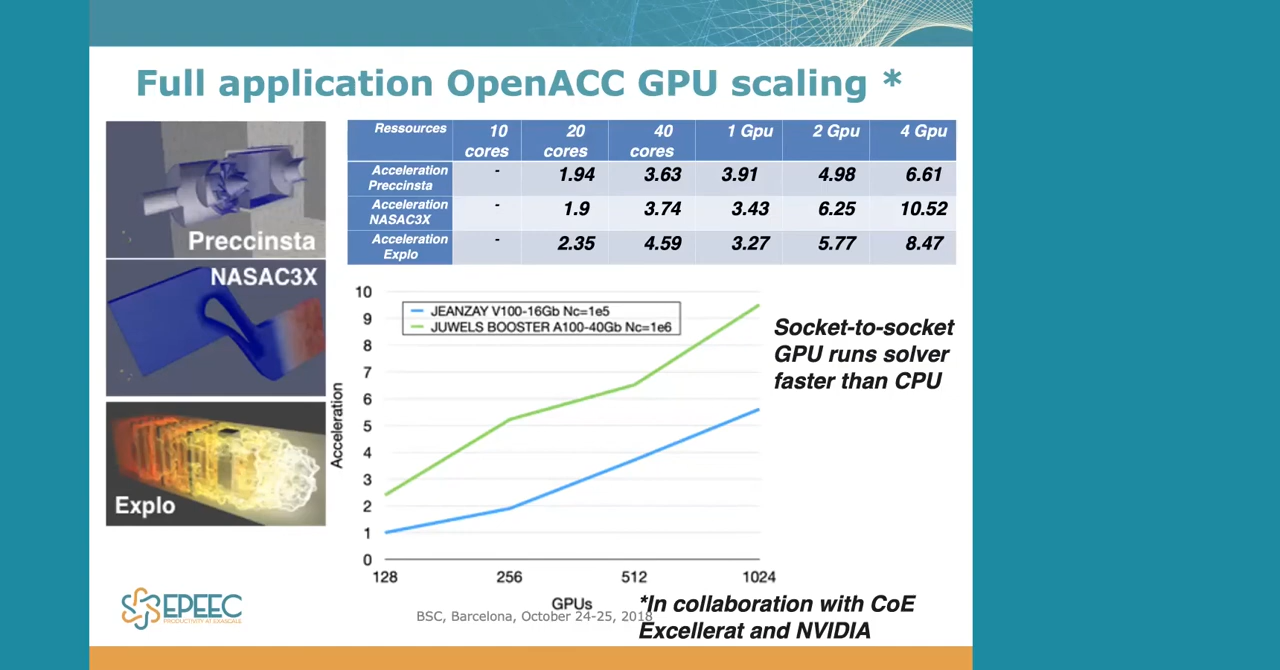 Full application OpenACC GPU scaling *
Preccinsta
NASAC3X
Explo
Ressources 10 cores 20 cores 40 cores 1 Gpu 2 Gpu 4 Gpu
Acceleration Preccinsta - 1.94 3.63 3.91 4.98 6.61
Acceleration NASAC3X - 1.9 3.74 3.43 6.25 10.52
Acceleration Explo - 2.35 4.59 3.27 5.77 8.47
JEANZAY V100-16Gb Nc=1e5
JUWELS BOOSTER A100-40Gb Nc=1e6
Acceleration
10
9
8
7
6
5
4
3
2
1
0
128 256 512 1024
GPUs
Socket-to-socket
GPU runs solver
faster than CPU
EPEEC
PRODUCTIVITY AT EXASCALE
BSC, Barcelona, October 24-25, 2018
*In collaboration with CoE
Excellerat and NVIDIA